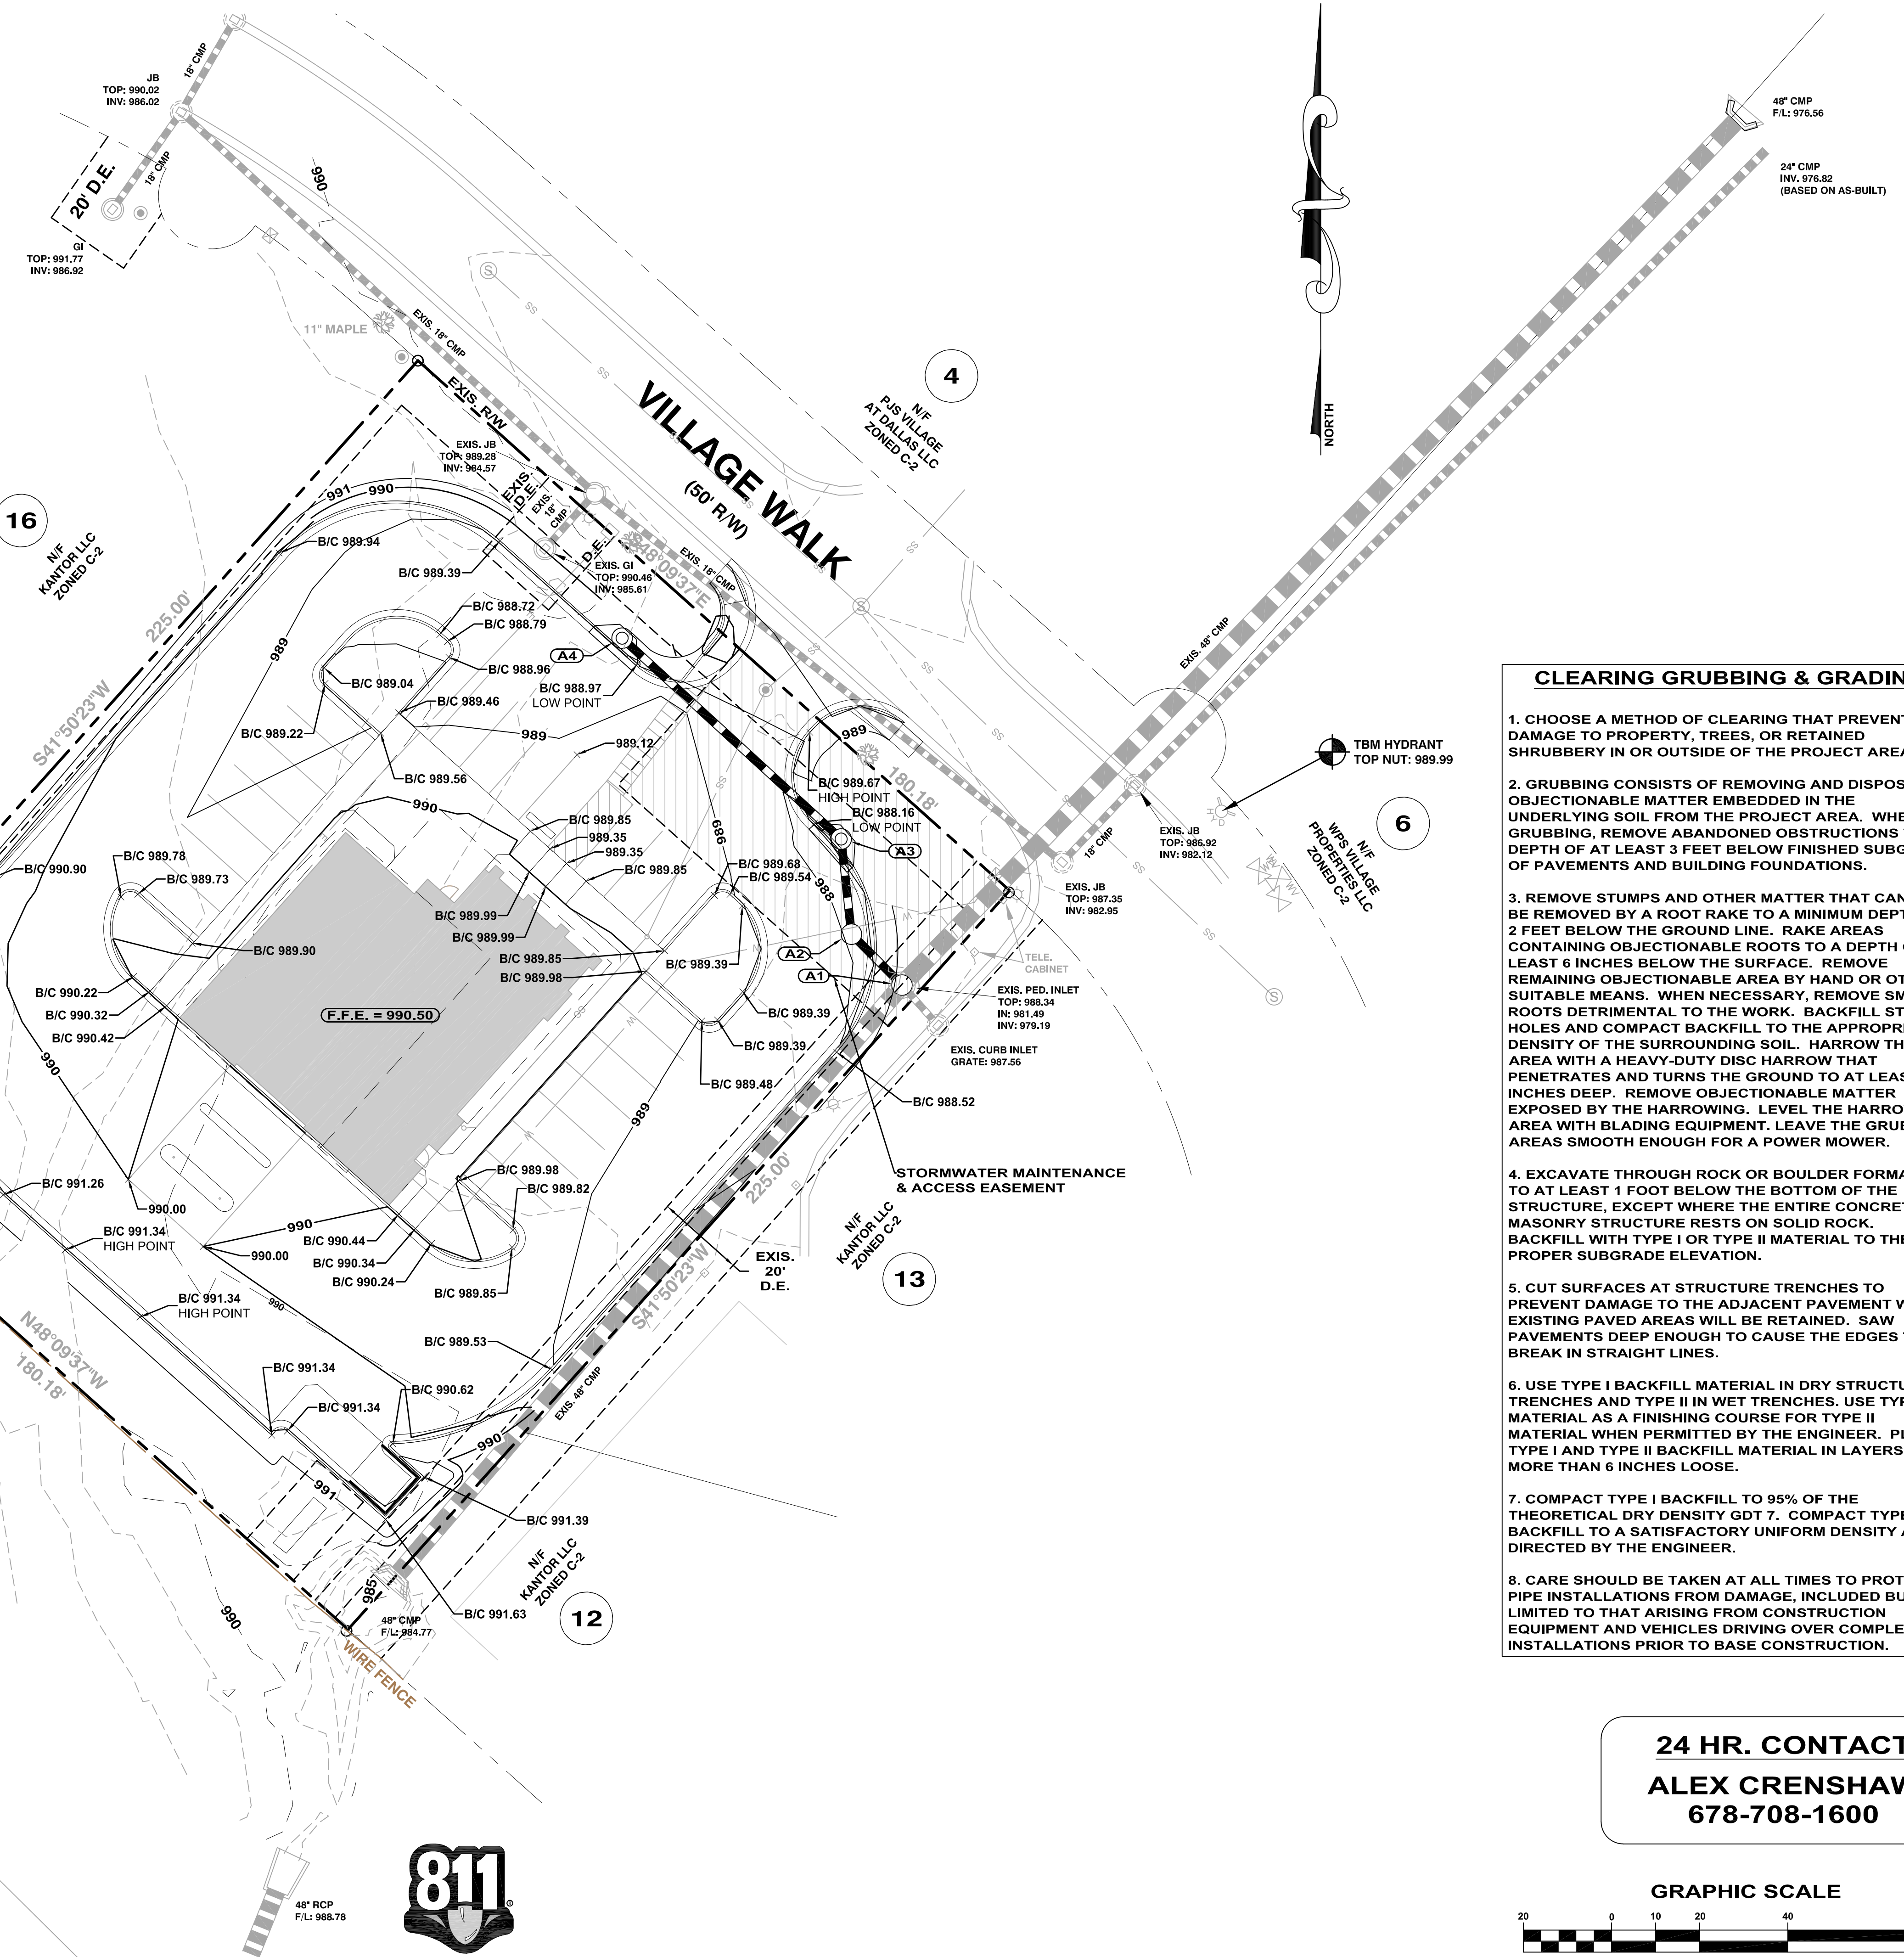 18" CMP
JB
TOP: 990.02
INV: 986.02
18" CMP
20' D.E.
GI
TOP: 991.77
INV: 986.92
990
11" MAPLE
EXIS. 18" CMP
S
SS
SS
SS
SS
48" CMP
F/L: 976.56
24" CMP
INV. 976.82
(BASED ON AS-BUILT)
NORTH
4
N/F
PJS VILLAGE
AT DALLAS LLC
ZONED C-2
VILLAGE WALK
(50' R/W)
EXIS. R/W
EXIS. JB
TOP: 989.28
INV: 984.57
EXIS.
D.E.
EXIS.
18"
CMP
D.E.
S48°09'37"E
EXIS. 18" CMP
EXIS. GI
TOP: 990.46
INV: 985.61
16
N/F
KANTOR LLC
ZONED C-2
225.00'
S41°50'23"W
991
990
B/C 989.94
B/C 989.39
B/C 988.72
B/C 988.79
989
A4
B/C 988.96
B/C 989.04
B/C 988.97
LOW POINT
B/C 989.46
B/C 989.22
989
989.12
B/C 989.56
989
B/C 989.67
HIGH POINT
180.18'
B/C 988.16
LOW POINT
A3
S
SS
SS
SS
SS
SS
S
EXIS. 48" CMP
TBM HYDRANT
TOP NUT: 989.99
HYD
6
N/F
WPS VILLAGE
PROPERTIES LLC
ZONED C-2
WV
WV
EXIS. JB
TOP: 986.92
INV: 982.12
18" CMP
EXIS. JB
TOP: 987.35
INV: 982.95
990
B/C 989.85
989.35
989.35
B/C 989.85
989
B/C 989.68
B/C 989.54
988
B/C 990.90
B/C 989.78
B/C 989.73
B/C 989.99
B/C 989.99
B/C 989.90
B/C 989.85
B/C 989.98
B/C 989.39
A2
A1
TELE.
CABINET
EXIS. PED. INLET
TOP: 988.34
IN: 981.49
INV: 979.19
B/C 990.22
B/C 990.32
B/C 990.42
F.F.E. = 990.50
B/C 989.39
B/C 989.39
B/C 989.48
EXIS. CURB INLET
GRATE: 987.56
990
989
B/C 988.52
STORMWATER MAINTENANCE
& ACCESS EASEMENT
B/C 991.26
990.00
B/C 991.34
HIGH POINT
B/C 989.98
B/C 989.82
990
B/C 990.44
990.00
B/C 990.34
B/C 990.24
B/C 989.85
225.00'
S41°50'23"W
EXIS.
20'
D.E.
N/F
KANTOR LLC
ZONED C-2
13
B/C 991.34
HIGH POINT
990
N48°09'37"W
180.18'
B/C 989.53
B/C 991.34
B/C 990.62
B/C 991.34
EXIS. 48" CMP
990
991
B/C 991.39
N/F
KANTOR LLC
ZONED C-2
12
985
B/C 991.63
48" CMP
F/L: 984.77
990
WIRE FENCE
48" RCP
F/L: 988.78
811
®
CLEARING GRUBBING & GRADIN
1. CHOOSE A METHOD OF CLEARING THAT PREVENT
DAMAGE TO PROPERTY, TREES, OR RETAINED
SHRUBBERY IN OR OUTSIDE OF THE PROJECT AREA
2. GRUBBING CONSISTS OF REMOVING AND DISPOS
OBJECTIONABLE MATTER EMBEDDED IN THE
UNDERLYING SOIL FROM THE PROJECT AREA. WHE
GRUBBING, REMOVE ABANDONED OBSTRUCTIONS
DEPTH OF AT LEAST 3 FEET BELOW FINISHED SUBG
OF PAVEMENTS AND BUILDING FOUNDATIONS.
3. REMOVE STUMPS AND OTHER MATTER THAT CAN
BE REMOVED BY A ROOT RAKE TO A MINIMUM DEPT
2 FEET BELOW THE GROUND LINE. RAKE AREAS
CONTAINING OBJECTIONABLE ROOTS TO A DEPTH
LEAST 6 INCHES BELOW THE SURFACE. REMOVE
REMAINING OBJECTIONABLE AREA BY HAND OR OT
SUITABLE MEANS. WHEN NECESSARY, REMOVE SM
ROOTS DETRIMENTAL TO THE WORK. BACKFILL ST
HOLES AND COMPACT BACKFILL TO THE APPROPR
DENSITY OF THE SURROUNDING SOIL. HARROW TH
AREA WITH A HEAVY-DUTY DISC HARROW THAT
PENETRATES AND TURNS THE GROUND TO AT LEAS
INCHES DEEP. REMOVE OBJECTIONABLE MATTER
EXPOSED BY THE HARROWING. LEVEL THE HARRO
AREA WITH BLADING EQUIPMENT. LEAVE THE GRUB
AREAS SMOOTH ENOUGH FOR A POWER MOWER.
4. EXCAVATE THROUGH ROCK OR BOULDER FORMA
TO AT LEAST 1 FOOT BELOW THE BOTTOM OF THE
STRUCTURE, EXCEPT WHERE THE ENTIRE CONCRET
MASONRY STRUCTURE RESTS ON SOLID ROCK.
BACKFILL WITH TYPE I OR TYPE II MATERIAL TO THE
PROPER SUBGRADE ELEVATION.
5. CUT SURFACES AT STRUCTURE TRENCHES TO
PREVENT DAMAGE TO THE ADJACENT PAVEMENT W
EXISTING PAVED AREAS WILL BE RETAINED. SAW
PAVEMENTS DEEP ENOUGH TO CAUSE THE EDGES
BREAK IN STRAIGHT LINES.
6. USE TYPE I BACKFILL MATERIAL IN DRY STRUCTU
TRENCHES AND TYPE II IN WET TRENCHES. USE TYP
MATERIAL AS A FINISHING COURSE FOR TYPE II
MATERIAL WHEN PERMITTED BY THE ENGINEER. PL
TYPE I AND TYPE II BACKFILL MATERIAL IN LAYERS
MORE THAN 6 INCHES LOOSE.
7. COMPACT TYPE I BACKFILL TO 95% OF THE
THEORETICAL DRY DENSITY GDT 7. COMPACT TYPE
BACKFILL TO A SATISFACTORY UNIFORM DENSITY A
DIRECTED BY THE ENGINEER.
8. CARE SHOULD BE TAKEN AT ALL TIMES TO PROT
PIPE INSTALLATIONS FROM DAMAGE, INCLUDED BU
LIMITED TO THAT ARISING FROM CONSTRUCTION
EQUIPMENT AND VEHICLES DRIVING OVER COMPLE
INSTALLATIONS PRIOR TO BASE CONSTRUCTION.
24 HR. CONTACT
ALEX CRENSHAW
678-708-1600
GRAPHIC SCALE
20 0 10 20 40